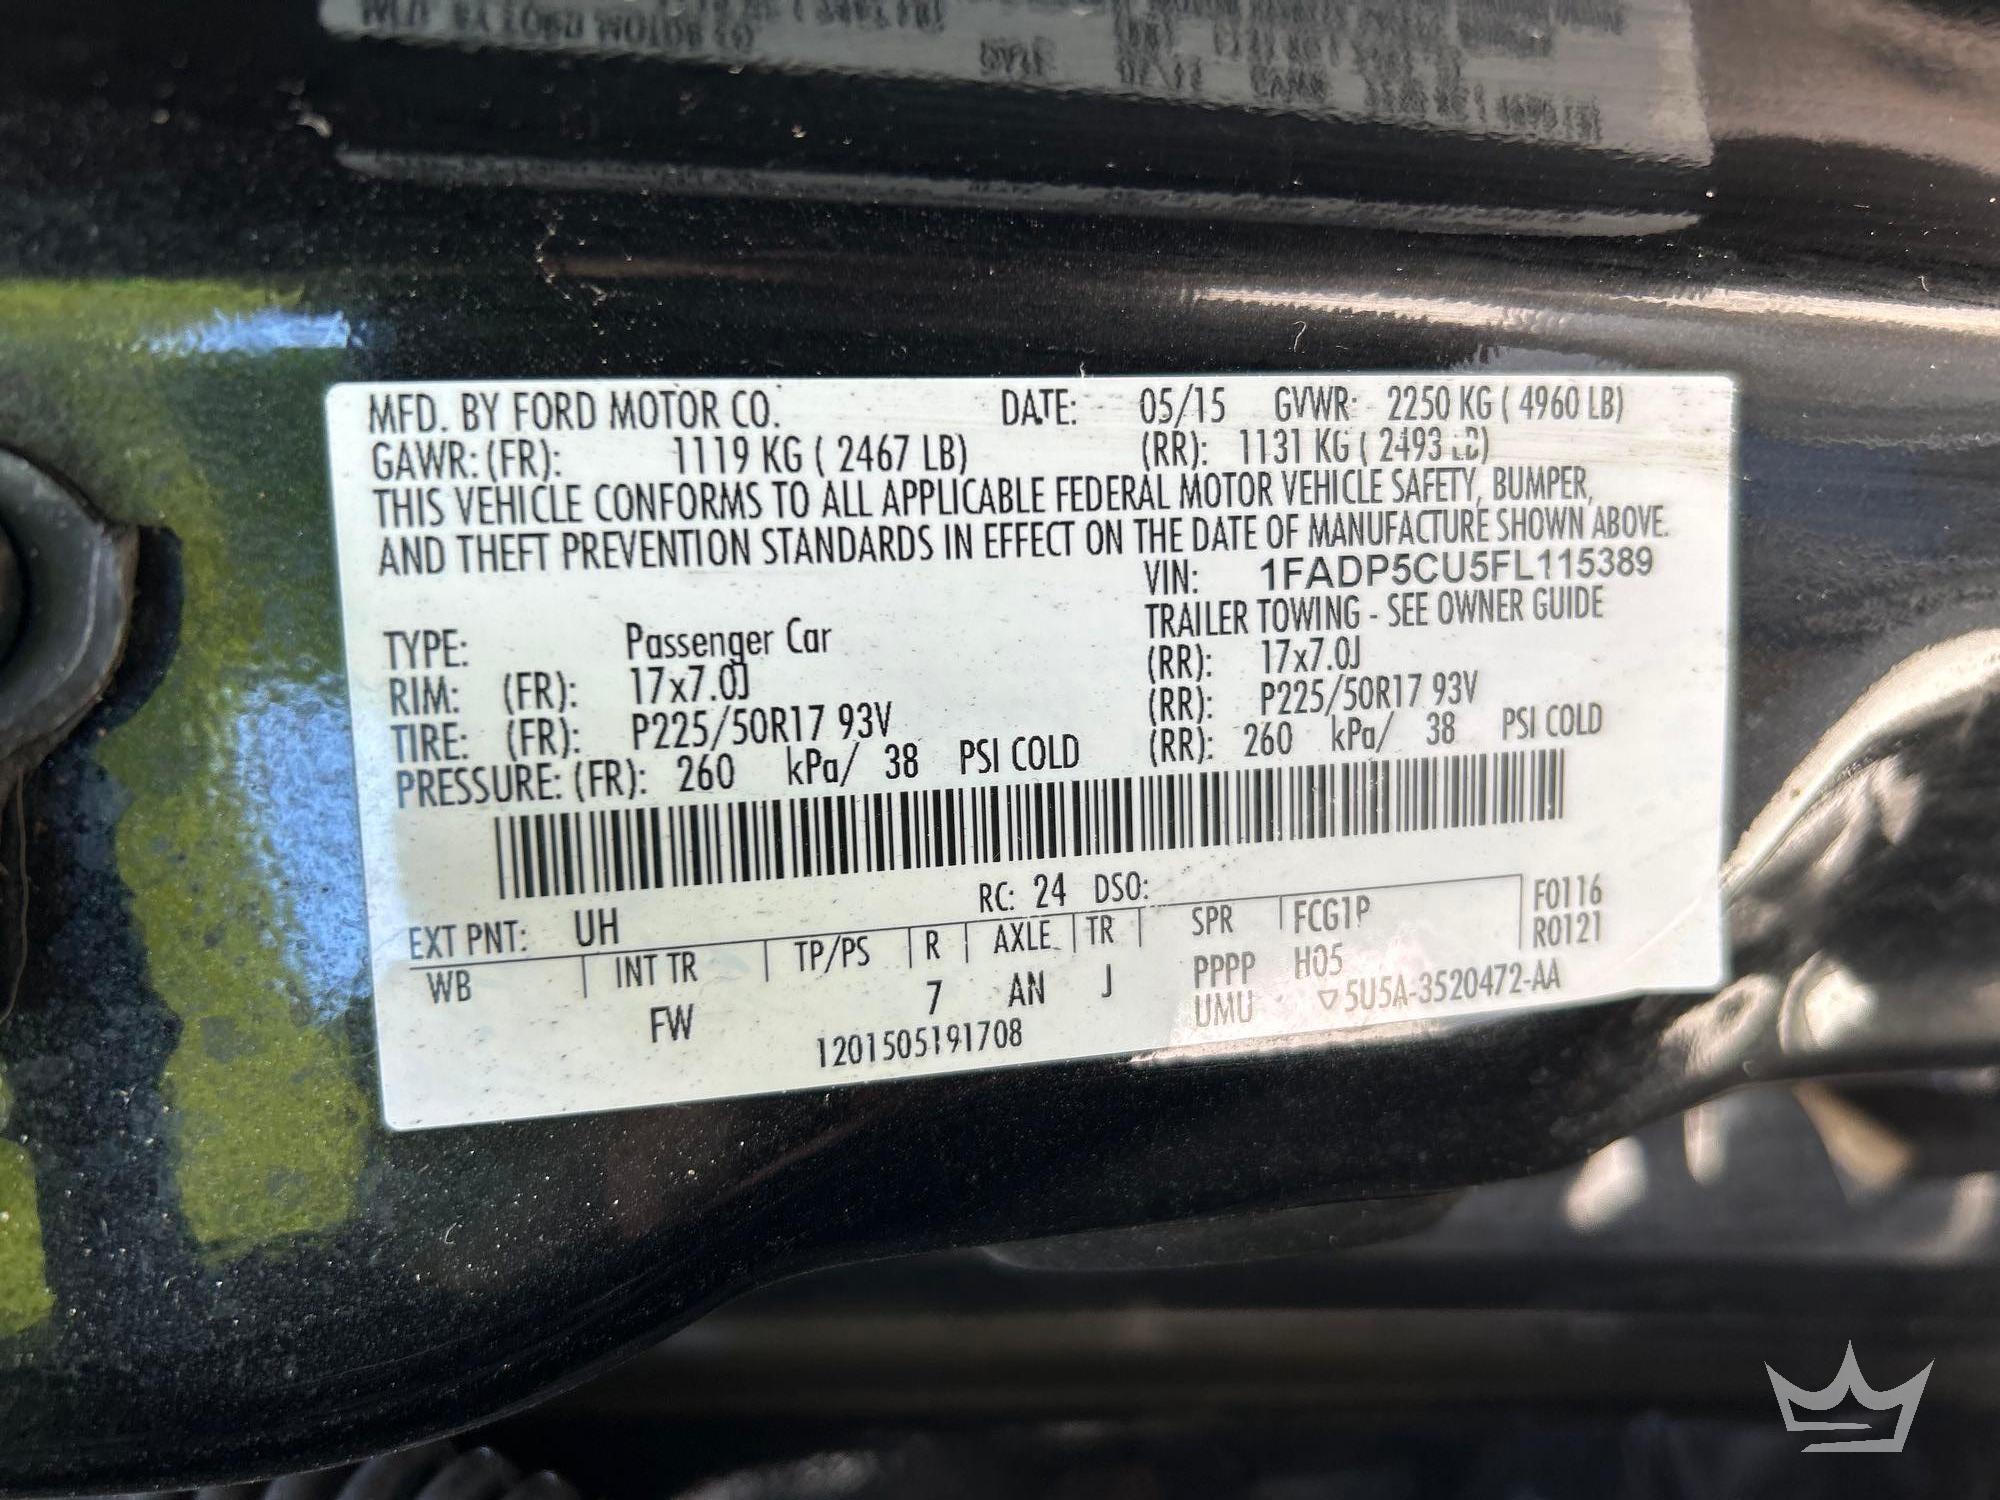 MFD. BY FORD MOTOR CO. DATE: 05/15 GVWR: 2250 KG ( 4960 LB)
GAWR: (FR): 1119 KG ( 2467 LB) (RR): 1131 KG ( 2493 LB)
THIS VEHICLE CONFORMS TO ALL APPLICABLE FEDERAL MOTOR VEHICLE SAFETY, BUMPER,
AND THEFT PREVENTION STANDARDS IN EFFECT ON THE DATE OF MANUFACTURE SHOWN ABOVE.
VIN: 1FADP5CU5FL115389
TYPE: Passenger Car TRAILER TOWING - SEE OWNER GUIDE
RIM: (FR): 17x7.0J (RR): 17x7.0J
TIRE: (FR): P225/50R17 93V (RR): P225/50R17 93V
PRESSURE: (FR): 260 kPa/ 38 PSI COLD (RR): 260 kPa/ 38 PSI COLD
RC: 24 DSO: F0116
EXT PNT: UH R0121
WB INT TR TP/PS R AXLE TR SPR FCG1P
FW 7 AN J PPPP H05
1201505191708 UMU ▽5U5A-3520472-AA